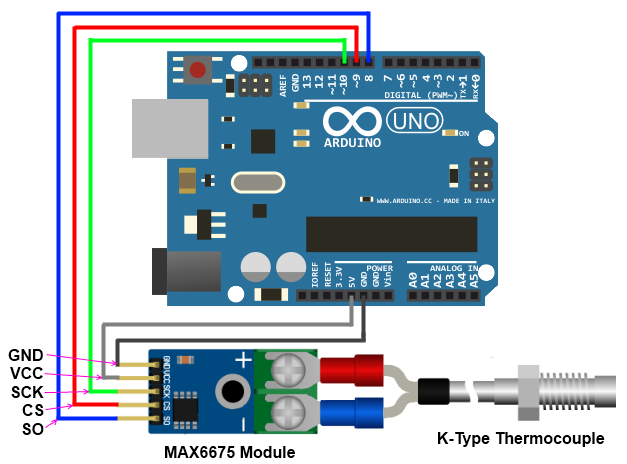 AREF
GND
13
12
~11
~10
~9
8
7
~6
~5
4
~3
2
TX→1
RX←0
DIGITAL (PWM~)
UNO
ARDUINO
ON
WWW.ARDUINO.CC - MADE IN ITALY
POWER
ANALOG IN
IOREF
RESET
3.3V
5V
GND
GND
Vin
A0
A1
A2
A3
A4
A5
GND
VCC
SCK
CS
SO
GND
VCC
SCK
CS
SO
+
-
MAX6675 Module
K-Type Thermocouple